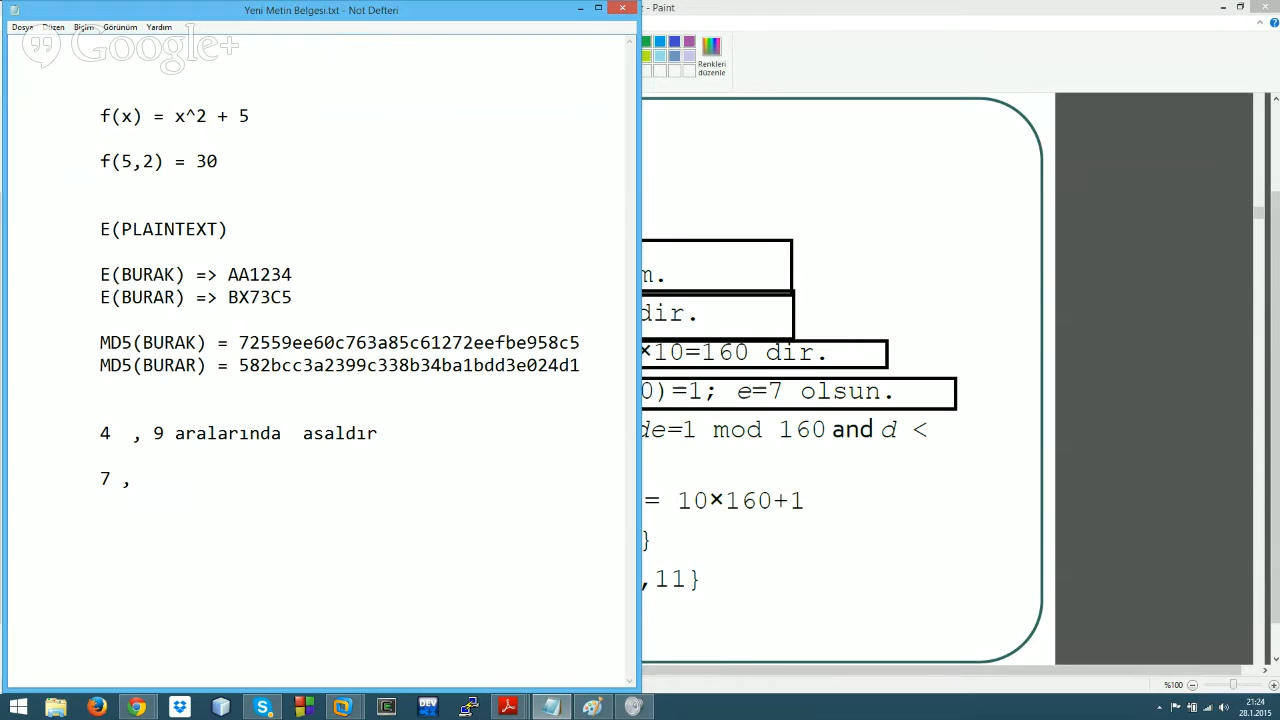 Yeni Metin Belgesi.txt - Not Defteri
Dosya Düzen Biçim Görünüm Yardım
Google+
f(x) = x^2 + 5
f(5,2) = 30
E(PLAINTEXT)
E(BURAK) => AA1234
E(BURAR) => BX73C5
MD5(BURAK) = 72559ee60c763a85c61272eefbe958c5
MD5(BURAR) = 582bcc3a2399c338b34ba1bdd3e024d1
4 , 9 aralarında asaldır
7 ,
- Paint
Renkleri
düzenle
m.
dir.
×10=160 dir.
0)=1; e=7 olsun.
de=1 mod 160 and d <
= 10×160+1
}
,11}
%100
DEV
21:24
28.1.2015